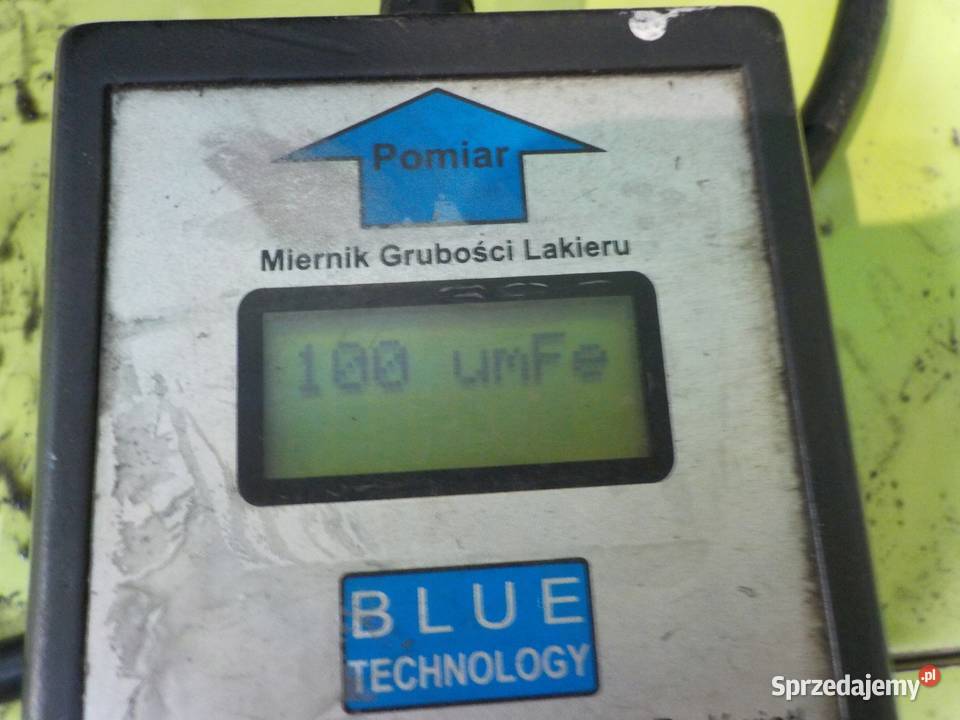 Pomiar
Miernik Grubości Lakieru
100 umFe
BLUE
TECHNOLOGY
Sprzedajemy.pl